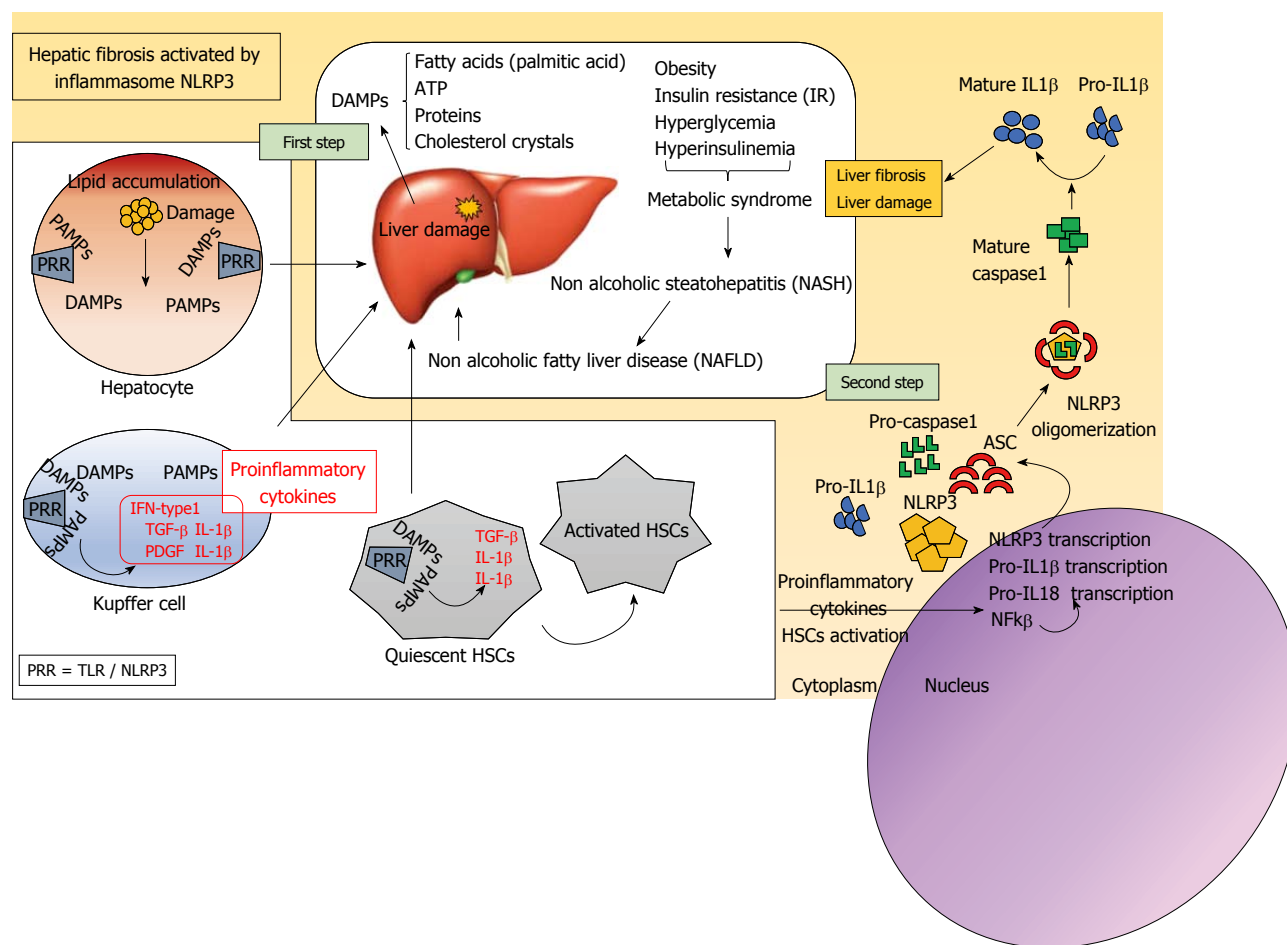 Hepatic fibrosis activated by
inflammasome NLRP3
First step
DAMPs
Fatty acids (palmitic acid)
ATP
Proteins
Cholesterol crystals
Obesity
Insulin resistance (IR)
Hyperglycemia
Hyperinsulinemia
Metabolic syndrome
Non alcoholic steatohepatitis (NASH)
Non alcoholic fatty liver disease (NAFLD)
Liver damage
Lipid accumulation
Damage
PAMPs
PRR
DAMPs
PRR
DAMPs
PAMPs
Hepatocyte
DAMPs
PAMPs
DAMPs
PRR
PAMPs
Proinflammatory
cytokines
IFN-type1
TGF-β IL-1β
PDGF IL-1β
Kupffer cell
PRR = TLR / NLRP3
DAMPs
PRR
PAMPs
TGF-β
IL-1β
IL-1β
Quiescent HSCs
Activated HSCs
Second step
Mature IL1β
Pro-IL1β
Liver fibrosis
Liver damage
Mature
caspase1
NLRP3
oligomerization
Pro-caspase1
ASC
Pro-IL1β
NLRP3
NLRP3 transcription
Pro-IL1β transcription
Pro-IL18 transcription
NFkβ
Proinflammatory
cytokines
HSCs activation
Cytoplasm
Nucleus